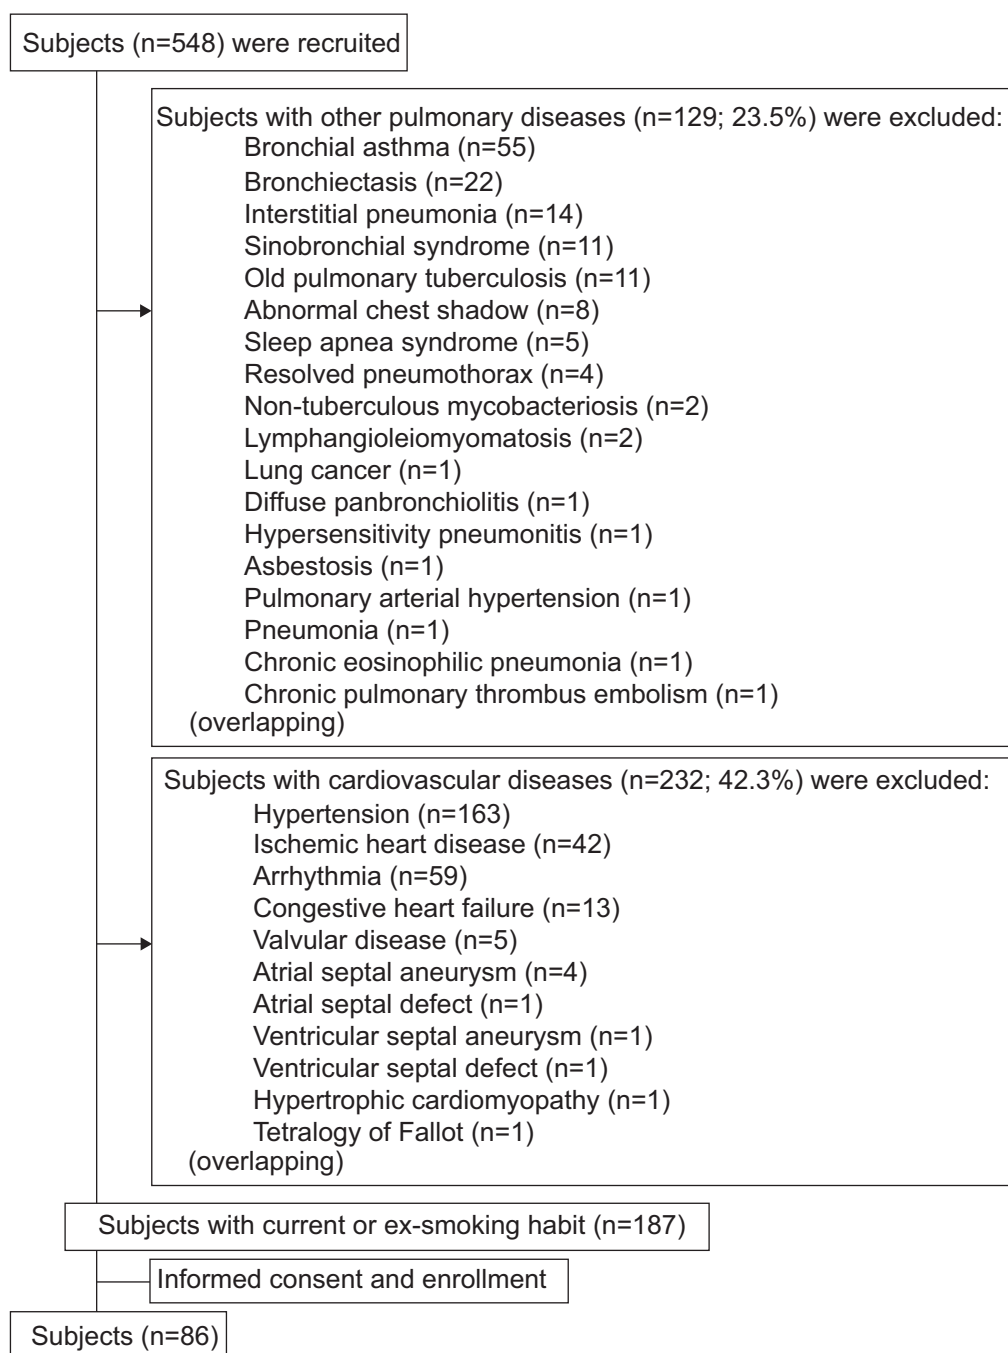 Subjects (n=548) were recruited
Subjects with other pulmonary diseases (n=129; 23.5%) were excluded:
Bronchial asthma (n=55)
Bronchiectasis (n=22)
Interstitial pneumonia (n=14)
Sinobronchial syndrome (n=11)
Old pulmonary tuberculosis (n=11)
Abnormal chest shadow (n=8)
Sleep apnea syndrome (n=5)
Resolved pneumothorax (n=4)
Non-tuberculous mycobacteriosis (n=2)
Lymphangioleiomyomatosis (n=2)
Lung cancer (n=1)
Diffuse panbronchiolitis (n=1)
Hypersensitivity pneumonitis (n=1)
Asbestosis (n=1)
Pulmonary arterial hypertension (n=1)
Pneumonia (n=1)
Chronic eosinophilic pneumonia (n=1)
Chronic pulmonary thrombus embolism (n=1)
(overlapping)
Subjects with cardiovascular diseases (n=232; 42.3%) were excluded:
Hypertension (n=163)
Ischemic heart disease (n=42)
Arrhythmia (n=59)
Congestive heart failure (n=13)
Valvular disease (n=5)
Atrial septal aneurysm (n=4)
Atrial septal defect (n=1)
Ventricular septal aneurysm (n=1)
Ventricular septal defect (n=1)
Hypertrophic cardiomyopathy (n=1)
Tetralogy of Fallot (n=1)
(overlapping)
Subjects with current or ex-smoking habit (n=187)
Informed consent and enrollment
Subjects (n=86)